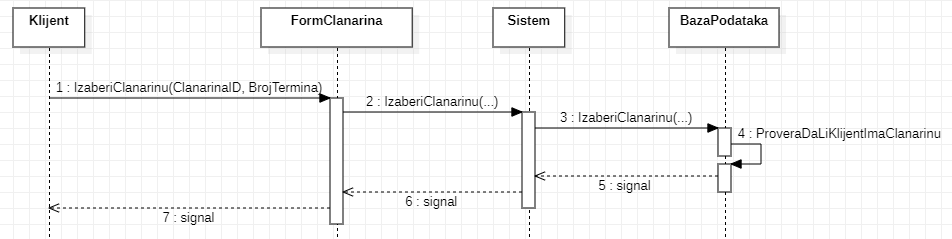 Klijent
FormClanarina
Sistem
BazaPodataka
1 : IzaberiClanarinu(ClanarinaID, BrojTermina)
2 : IzaberiClanarinu(...)
3 : IzaberiClanarinu(...)
4 : ProveraDaLiKlijentImaClanarinu
5 : signal
6 : signal
7 : signal